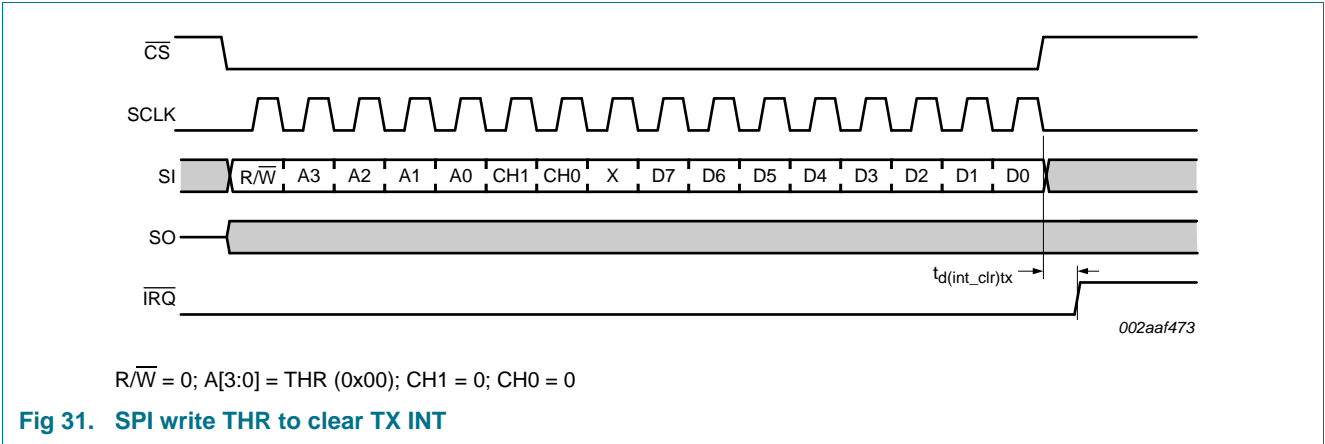 C̅S̅
SCLK
SI R/W̅ A3 A2 A1 A0 CH1 CH0 X D7 D6 D5 D4 D3 D2 D1 D0
SO
td(int_clr)tx
I̅R̅Q̅
002aaf473
R/W̅ = 0; A[3:0] = THR (0x00); CH1 = 0; CH0 = 0
Fig 31. SPI write THR to clear TX INT